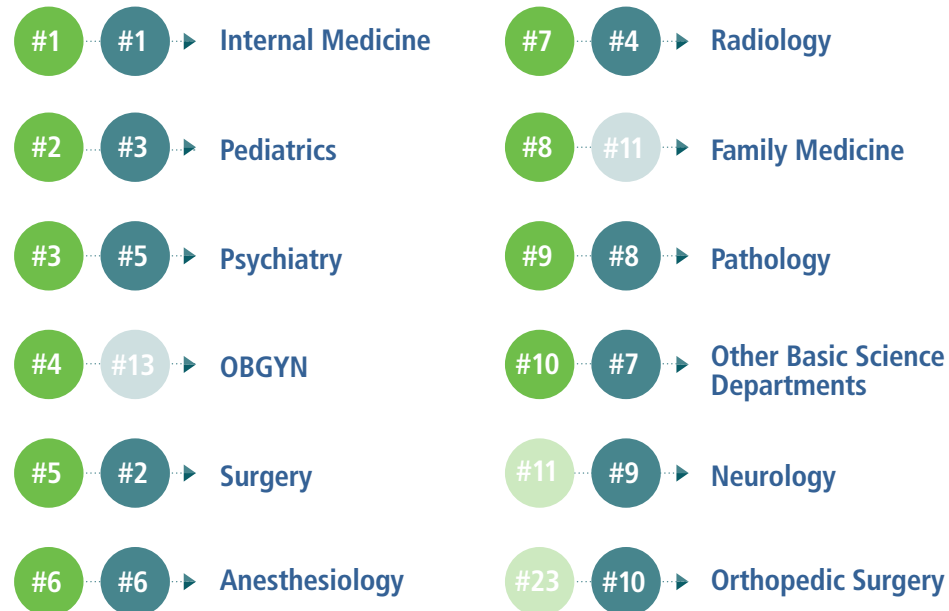 #1 #1 Internal Medicine
#2 #3 Pediatrics
#3 #5 Psychiatry
#4 #13 OBGYN
#5 #2 Surgery
#6 #6 Anesthesiology
#7 #4 Radiology
#8 #11 Family Medicine
#9 #8 Pathology
#10 #7 Other Basic Science
Departments
#11 #9 Neurology
#23 #10 Orthopedic Surgery